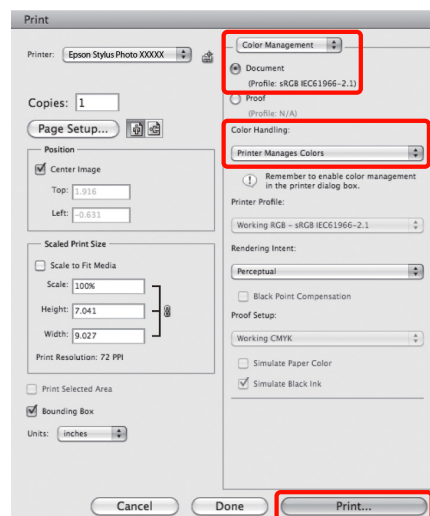 Print
Printer: Epson Stylus Photo XXXXX
Copies: 1
Page Setup...
Position
Center Image
Top: 1.916
Left: -0.631
Scaled Print Size
Scale to Fit Media
Scale: 100%
Height: 7.041
Width: 9.027
Print Resolution: 72 PPI
Print Selected Area
Bounding Box
Units: inches
Color Management
Document
(Profile: sRGB IEC61966-2.1)
Proof
(Profile: N/A)
Color Handling:
Printer Manages Colors
Remember to enable color management
in the printer dialog box.
Printer Profile:
Working RGB - sRGB IEC61966-2.1
Rendering Intent:
Perceptual
Black Point Compensation
Proof Setup:
Working CMYK
Simulate Paper Color
Simulate Black Ink
Cancel
Done
Print...